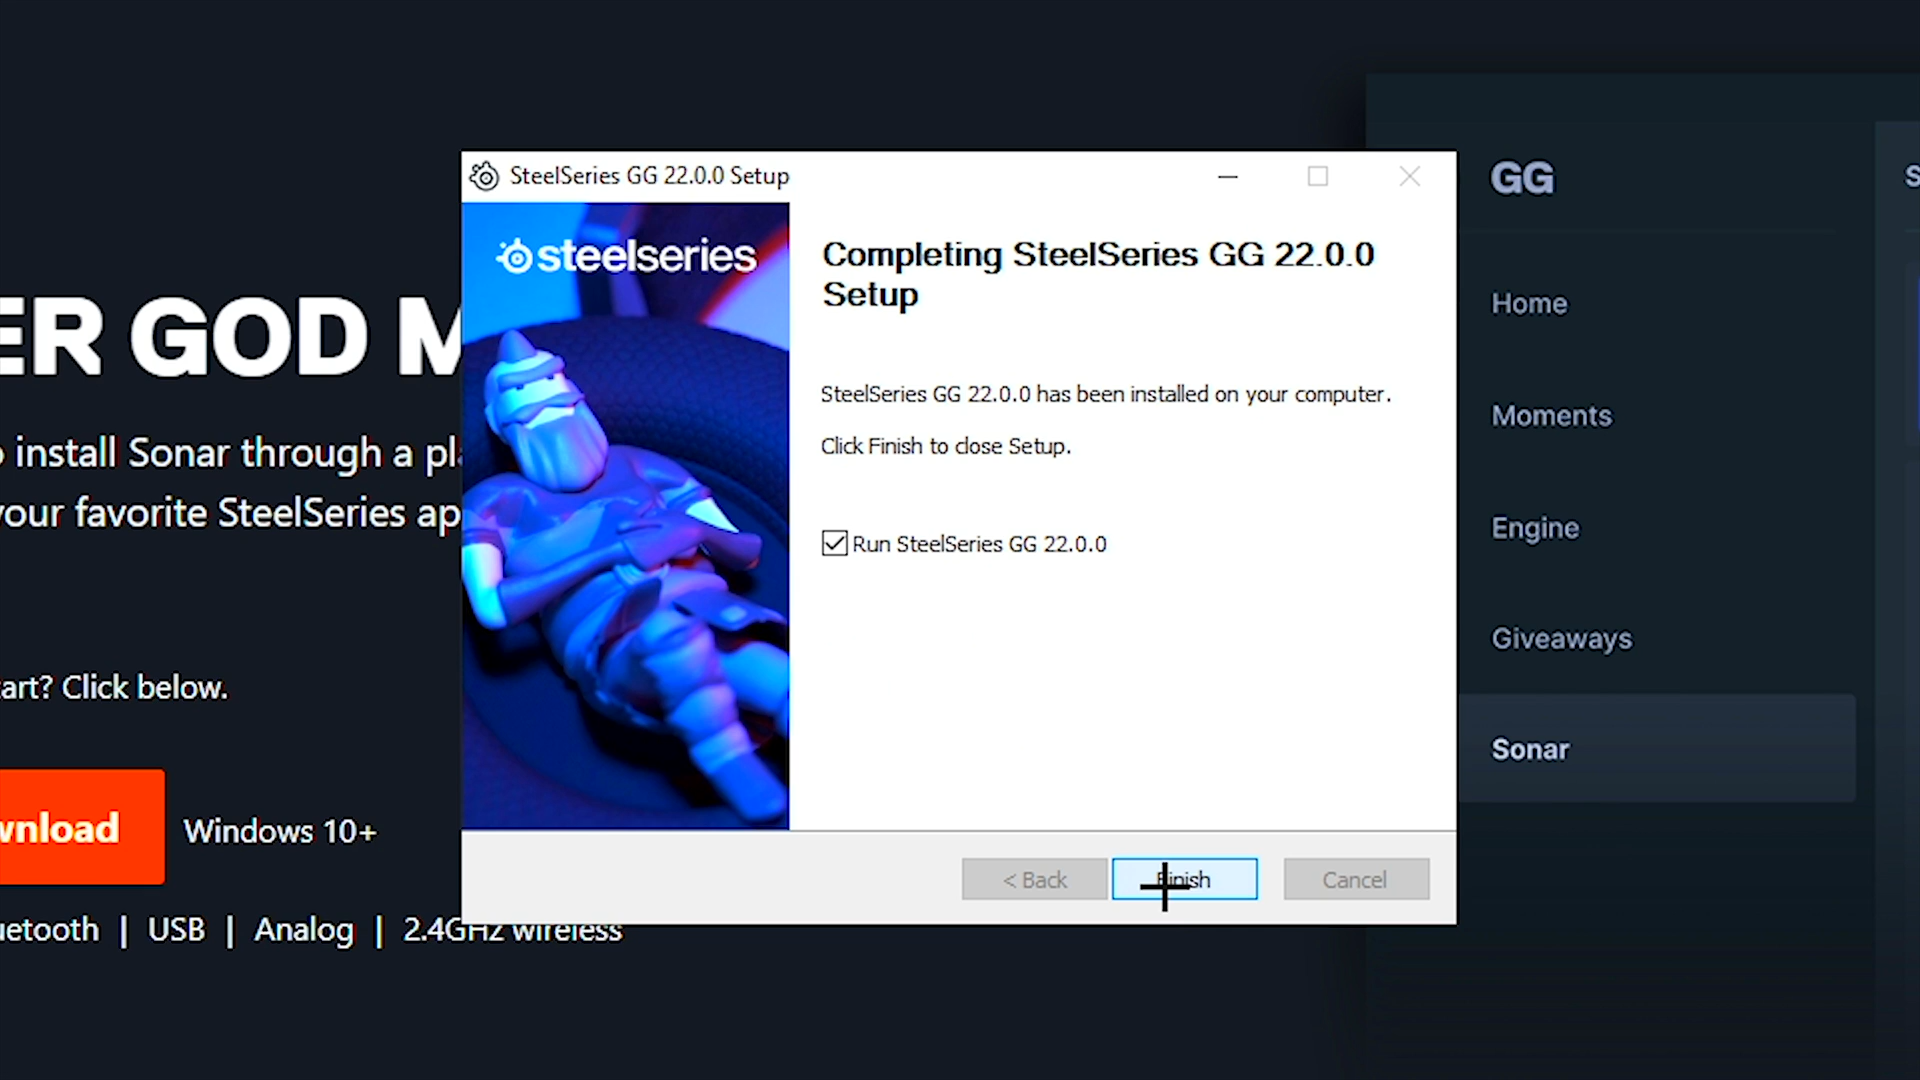 SteelSeries GG 22.0.0 Setup
steelseries
Completing SteelSeries GG 22.0.0
Setup
SteelSeries GG 22.0.0 has been installed on your computer.
Click Finish to close Setup.
Run SteelSeries GG 22.0.0
< Back
Finish
Cancel
ER GOD M
install Sonar through a
your favorite SteelSeries ap
art? Click below.
wnload
Windows 10+
uetooth | USB | Analog | 2.4GHz wireless
GG
Home
Moments
Engine
Giveaways
Sonar
S